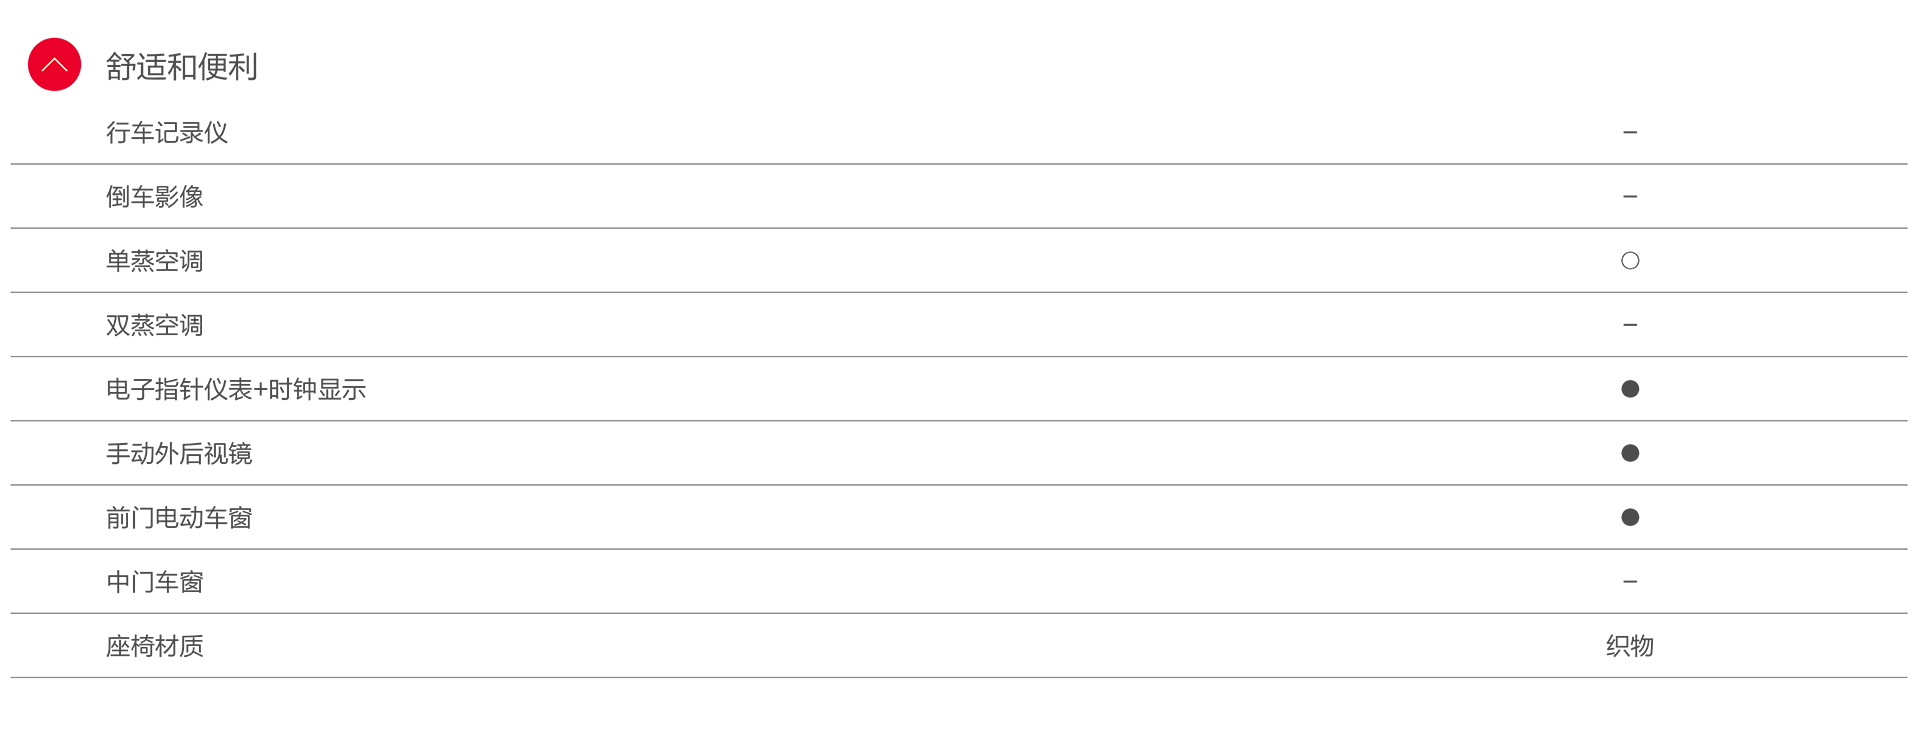 舒适和便利
行车记录仪 –
倒车影像 –
单蒸空调 ○
双蒸空调 –
电子指针仪表+时钟显示 ●
手动外后视镜 ●
前门电动车窗 ●
中门车窗 –
座椅材质 织物